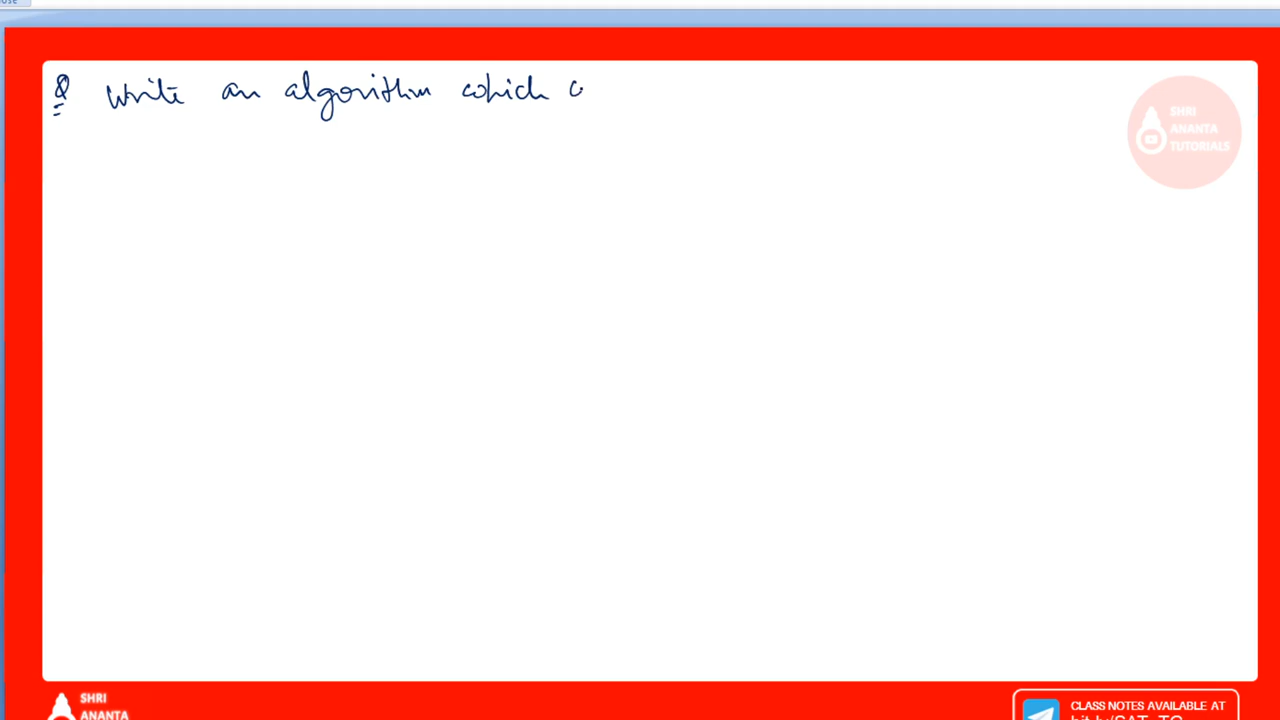 Q Write an algorithm which c
SHRI
ANANTA
TUTORIALS
SHRI
ANANTA
CLASS NOTES AVAILABLE AT